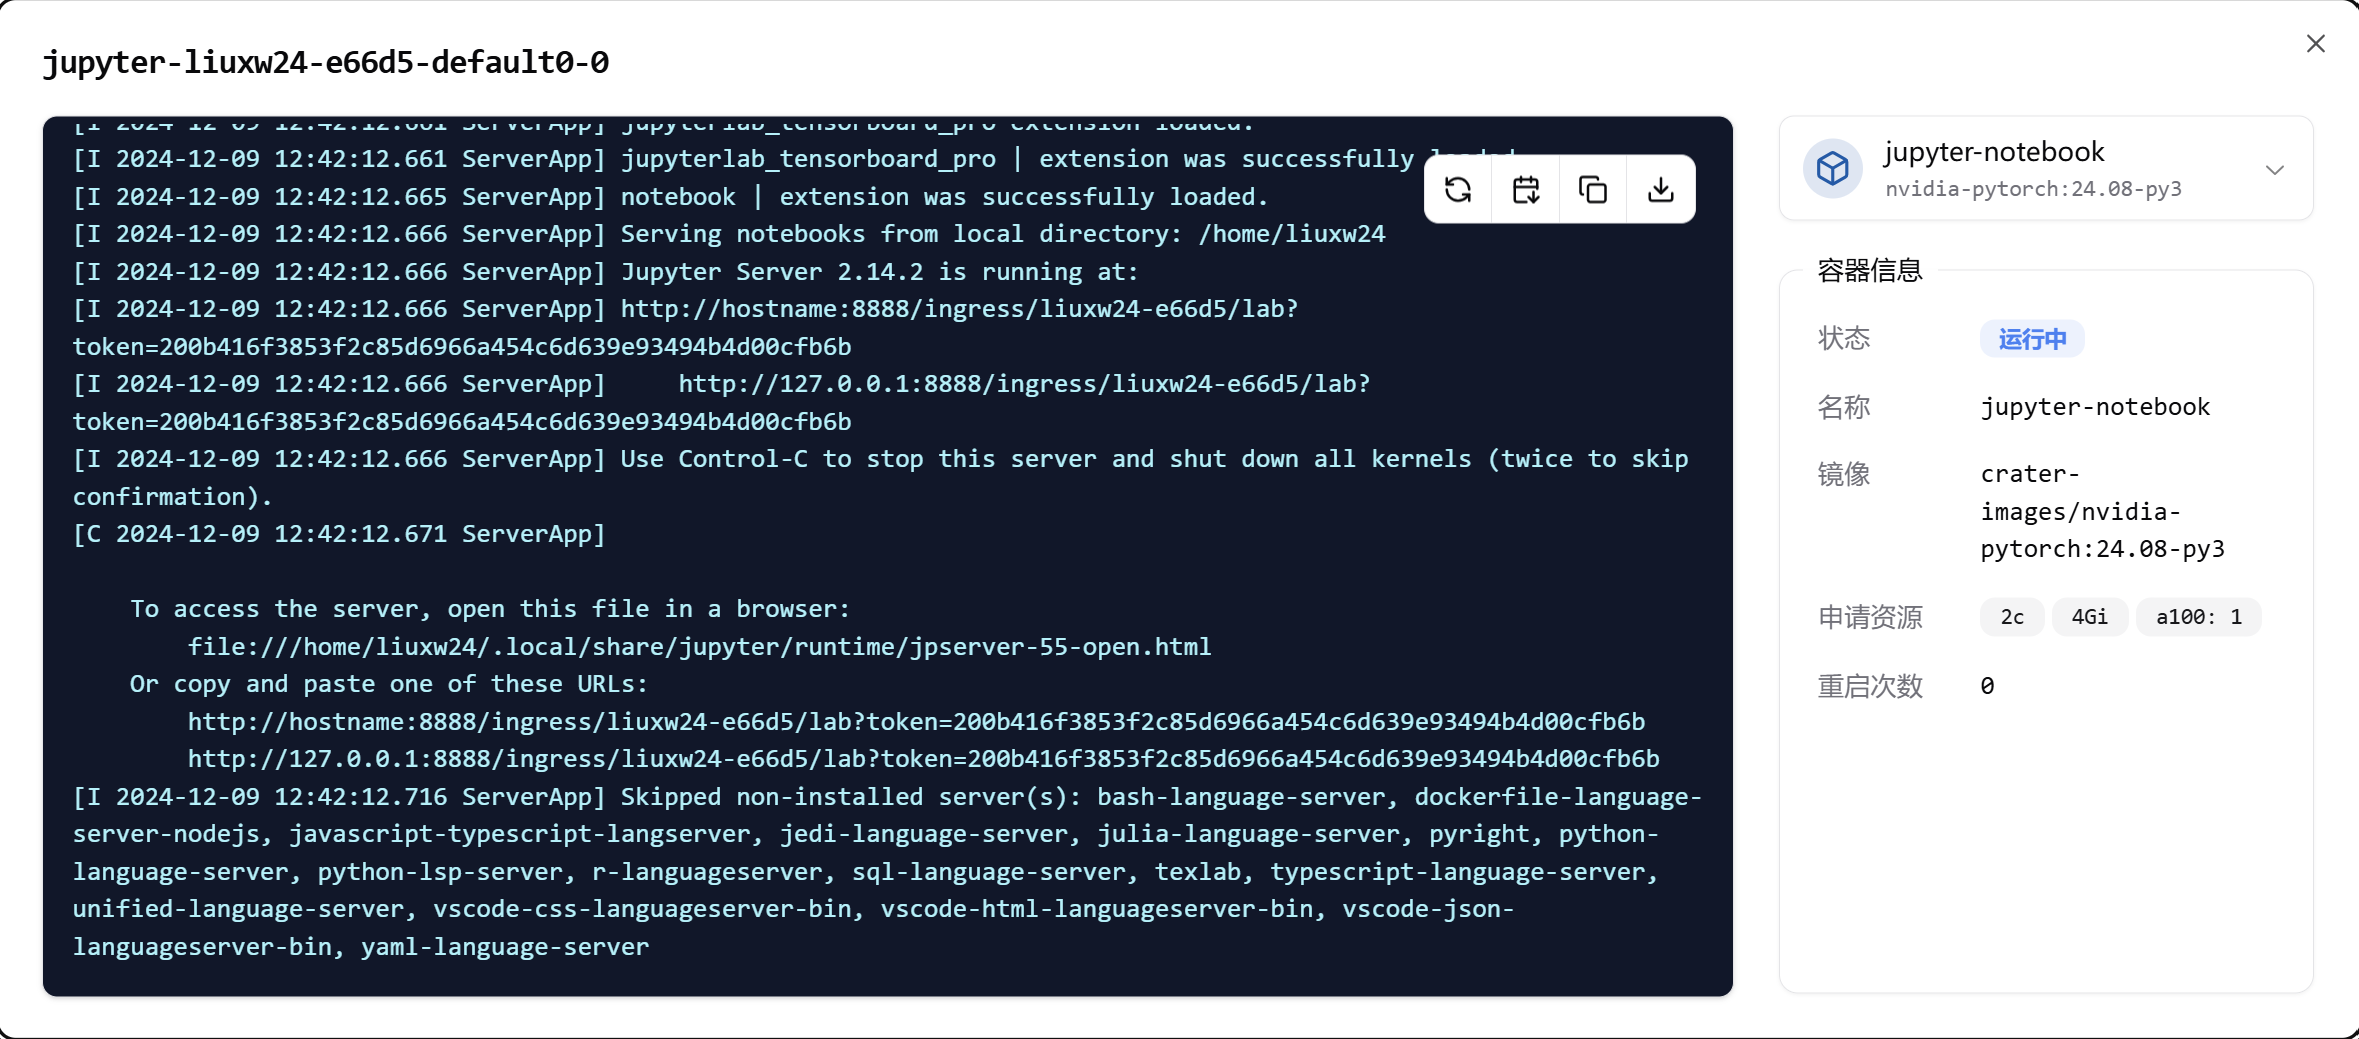 jupyter-liuxw24-e66d5-default0-0
[I 2024-12-09 12:42:12.661 ServerApp] jupyterlab_tensorboard_pro extension loaded.
[I 2024-12-09 12:42:12.661 ServerApp] jupyterlab_tensorboard_pro | extension was successfully loaded.
[I 2024-12-09 12:42:12.665 ServerApp] notebook | extension was successfully loaded.
[I 2024-12-09 12:42:12.666 ServerApp] Serving notebooks from local directory: /home/liuxw24
[I 2024-12-09 12:42:12.666 ServerApp] Jupyter Server 2.14.2 is running at:
[I 2024-12-09 12:42:12.666 ServerApp] http://hostname:8888/ingress/liuxw24-e66d5/lab?
token=200b416f3853f2c85d6966a454c6d639e93494b4d00cfb6b
[I 2024-12-09 12:42:12.666 ServerApp]     http://127.0.0.1:8888/ingress/liuxw24-e66d5/lab?
token=200b416f3853f2c85d6966a454c6d639e93494b4d00cfb6b
[I 2024-12-09 12:42:12.666 ServerApp] Use Control-C to stop this server and shut down all kernels (twice to skip
confirmation).
[C 2024-12-09 12:42:12.671 ServerApp]
    To access the server, open this file in a browser:
        file:///home/liuxw24/.local/share/jupyter/runtime/jpserver-55-open.html
    Or copy and paste one of these URLs:
        http://hostname:8888/ingress/liuxw24-e66d5/lab?token=200b416f3853f2c85d6966a454c6d639e93494b4d00cfb6b
        http://127.0.0.1:8888/ingress/liuxw24-e66d5/lab?token=200b416f3853f2c85d6966a454c6d639e93494b4d00cfb6b
[I 2024-12-09 12:42:12.716 ServerApp] Skipped non-installed server(s): bash-language-server, dockerfile-language-
server-nodejs, javascript-typescript-langserver, jedi-language-server, julia-language-server, pyright, python-
language-server, python-lsp-server, r-languageserver, sql-language-server, texlab, typescript-language-server,
unified-language-server, vscode-css-languageserver-bin, vscode-html-languageserver-bin, vscode-json-
languageserver-bin, yaml-language-server
jupyter-notebook
nvidia-pytorch:24.08-py3
容器信息
状态 运行中
名称 jupyter-notebook
镜像 crater-
images/nvidia-
pytorch:24.08-py3
申请资源 2c 4Gi a100: 1
重启次数 0